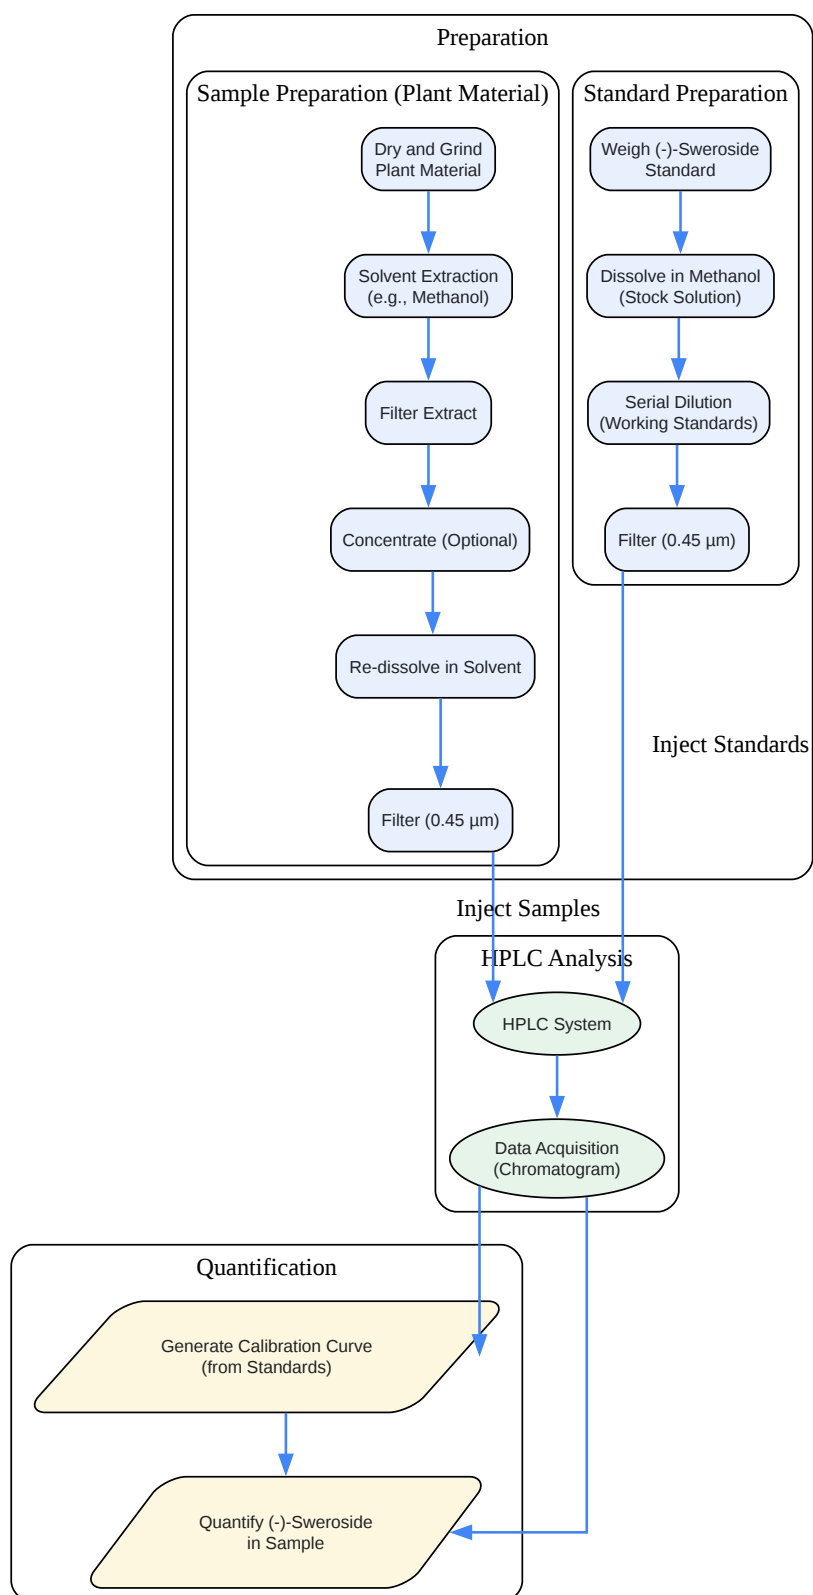 Preparation
Sample Preparation (Plant Material)
Dry and Grind
Plant Material
Solvent Extraction
(e.g., Methanol)
Filter Extract
Concentrate (Optional)
Re-dissolve in Solvent
Filter (0.45 µm)
Standard Preparation
Weigh (-)-Sweroside
Standard
Dissolve in Methanol
(Stock Solution)
Serial Dilution
(Working Standards)
Filter (0.45 µm)
Inject Standards
Inject Samples
HPLC Analysis
HPLC System
Data Acquisition
(Chromatogram)
Quantification
Generate Calibration Curve
(from Standards)
Quantify (-)-Sweroside
in Sample